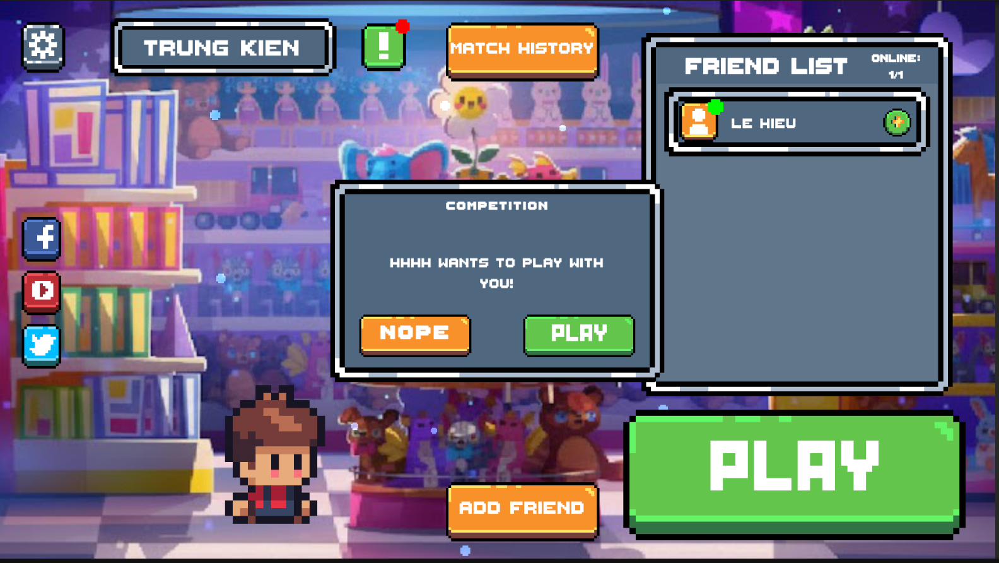 TRUNG KIEN
!
MATCH HISTORY
FRIEND LIST
ONLINE:
1/1
LE HIEU
COMPETITION
HHHH WANTS TO PLAY WITH
YOU!
NOPE
PLAY
ADD FRIEND
PLAY